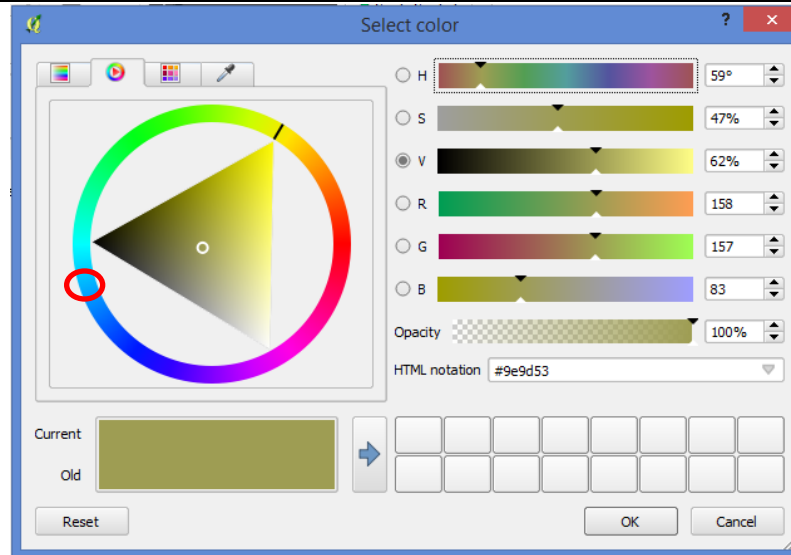 Select color
?
H 59°
S 47%
V 62%
R 158
G 157
B 83
Opacity 100%
HTML notation #9e9d53
Current
Old
Reset
OK Cancel